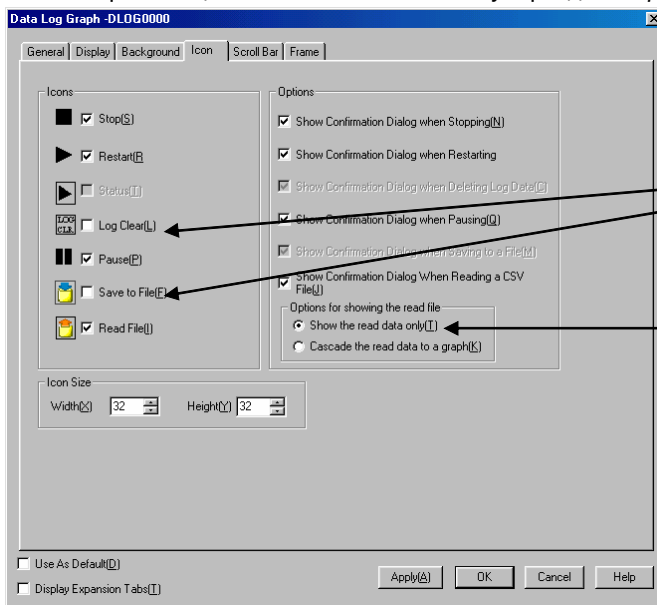 Data Log Graph -DLOG0000
General Display Background Icon Scroll Bar Frame
Icons
Stop(S)
Restart(R
Status(T)
LOG CLR. Log Clear(L)
Pause(P)
Save to File(F)
Read File(I)
Options
Show Confirmation Dialog when Stopping(N)
Show Confirmation Dialog when Restarting
Show Confirmation Dialog when Deleting Log Data(C)
Show Confirmation Dialog when Pausing(Q)
Show Confirmation Dialog when Saving to a File(M)
Show Confirmation Dialog When Reading a CSV
File(J)
Options for showing the read file
Show the read data only(T)
Cascade the read data to a graph(K)
Icon Size
Width(X) 32 Height(Y) 32
Use As Default(D)
Display Expansion Tabs(T)
Apply(A) OK Cancel Help